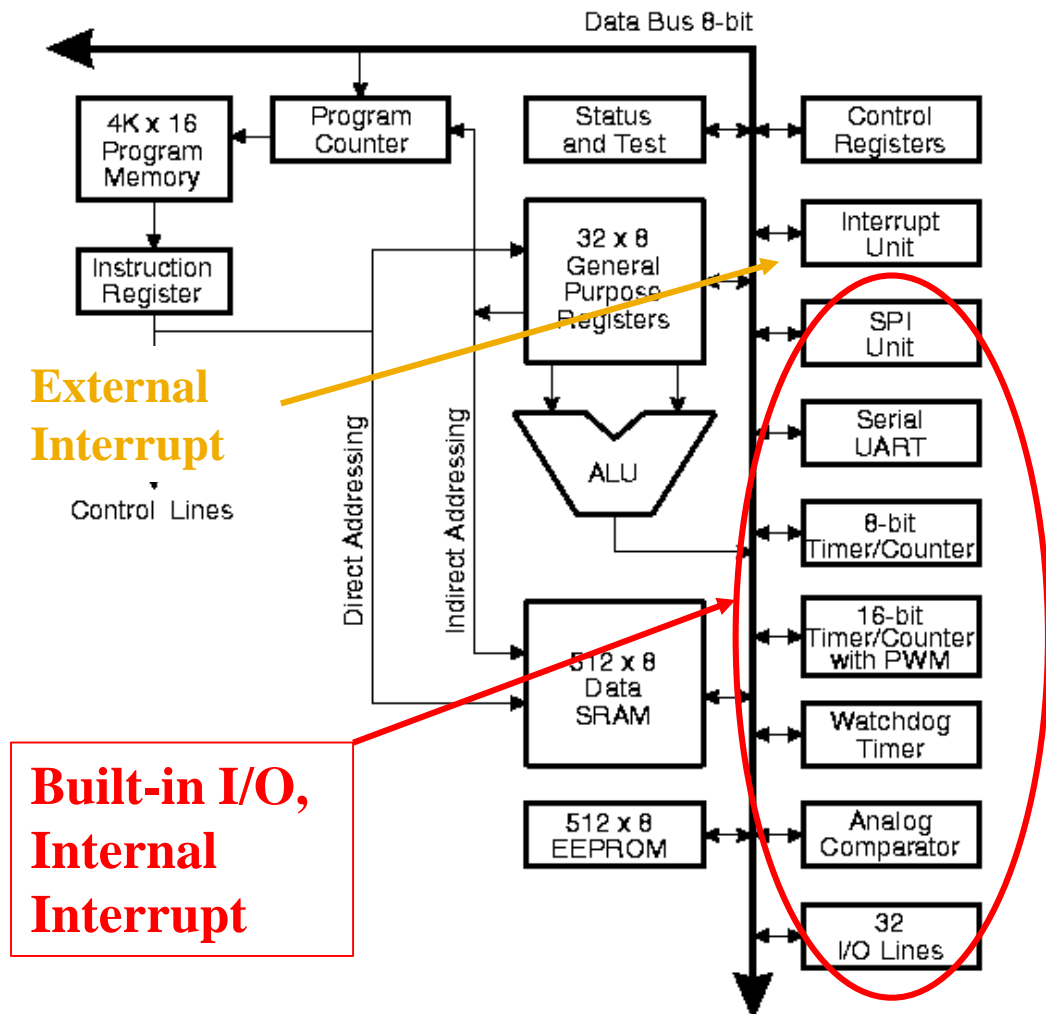 Data Bus 8-bit
4K x 16
Program
Memory
Program
Counter
Status
and Test
Control
Registers
Instruction
Register
32 x 8
General
Purpose
Registers
Interrupt
Unit
SPI
Unit
External
Interrupt
Control Lines
Direct Addressing
Indirect Addressing
ALU
Serial
UART
8-bit
Timer/Counter
16-bit
Timer/Counter
with PWM
512 x 8
Data
SRAM
Watchdog
Timer
Built-in I/O,
Internal
Interrupt
512 x 8
EEPROM
Analog
Comparator
32
I/O Lines